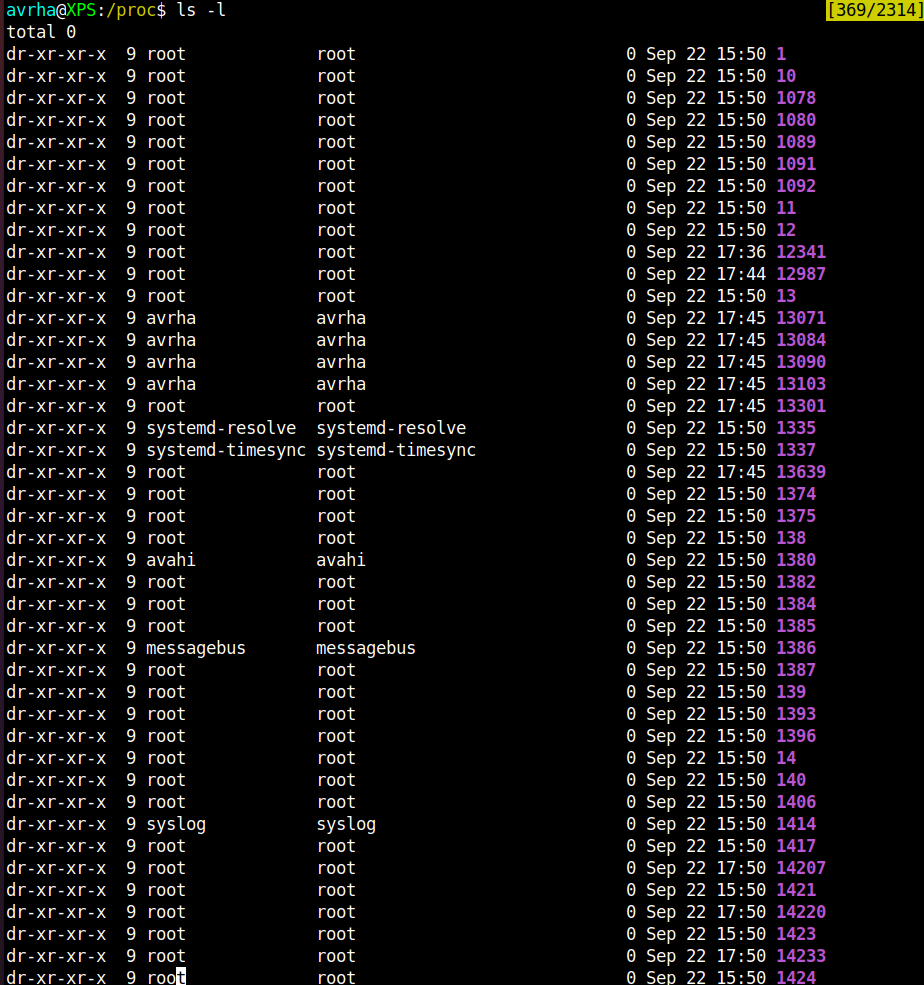 avrha@XPS:/proc$ ls -l [369/2314]
total 0
dr-xr-xr-x  9 root             root                           0 Sep 22 15:50 1
dr-xr-xr-x  9 root             root                           0 Sep 22 15:50 10
dr-xr-xr-x  9 root             root                           0 Sep 22 15:50 1078
dr-xr-xr-x  9 root             root                           0 Sep 22 15:50 1080
dr-xr-xr-x  9 root             root                           0 Sep 22 15:50 1089
dr-xr-xr-x  9 root             root                           0 Sep 22 15:50 1091
dr-xr-xr-x  9 root             root                           0 Sep 22 15:50 1092
dr-xr-xr-x  9 root             root                           0 Sep 22 15:50 11
dr-xr-xr-x  9 root             root                           0 Sep 22 15:50 12
dr-xr-xr-x  9 root             root                           0 Sep 22 17:36 12341
dr-xr-xr-x  9 root             root                           0 Sep 22 17:44 12987
dr-xr-xr-x  9 root             root                           0 Sep 22 15:50 13
dr-xr-xr-x  9 avrha            avrha                          0 Sep 22 17:45 13071
dr-xr-xr-x  9 avrha            avrha                          0 Sep 22 17:45 13084
dr-xr-xr-x  9 avrha            avrha                          0 Sep 22 17:45 13090
dr-xr-xr-x  9 avrha            avrha                          0 Sep 22 17:45 13103
dr-xr-xr-x  9 root             root                           0 Sep 22 17:45 13301
dr-xr-xr-x  9 systemd-resolve  systemd-resolve                0 Sep 22 15:50 1335
dr-xr-xr-x  9 systemd-timesync systemd-timesync               0 Sep 22 15:50 1337
dr-xr-xr-x  9 root             root                           0 Sep 22 17:45 13639
dr-xr-xr-x  9 root             root                           0 Sep 22 15:50 1374
dr-xr-xr-x  9 root             root                           0 Sep 22 15:50 1375
dr-xr-xr-x  9 root             root                           0 Sep 22 15:50 138
dr-xr-xr-x  9 avahi            avahi                          0 Sep 22 15:50 1380
dr-xr-xr-x  9 root             root                           0 Sep 22 15:50 1382
dr-xr-xr-x  9 root             root                           0 Sep 22 15:50 1384
dr-xr-xr-x  9 root             root                           0 Sep 22 15:50 1385
dr-xr-xr-x  9 messagebus       messagebus                     0 Sep 22 15:50 1386
dr-xr-xr-x  9 root             root                           0 Sep 22 15:50 1387
dr-xr-xr-x  9 root             root                           0 Sep 22 15:50 139
dr-xr-xr-x  9 root             root                           0 Sep 22 15:50 1393
dr-xr-xr-x  9 root             root                           0 Sep 22 15:50 1396
dr-xr-xr-x  9 root             root                           0 Sep 22 15:50 14
dr-xr-xr-x  9 root             root                           0 Sep 22 15:50 140
dr-xr-xr-x  9 root             root                           0 Sep 22 15:50 1406
dr-xr-xr-x  9 syslog           syslog                         0 Sep 22 15:50 1414
dr-xr-xr-x  9 root             root                           0 Sep 22 15:50 1417
dr-xr-xr-x  9 root             root                           0 Sep 22 17:50 14207
dr-xr-xr-x  9 root             root                           0 Sep 22 15:50 1421
dr-xr-xr-x  9 root             root                           0 Sep 22 17:50 14220
dr-xr-xr-x  9 root             root                           0 Sep 22 15:50 1423
dr-xr-xr-x  9 root             root                           0 Sep 22 17:50 14233
dr-xr-xr-x  9 root             root                           0 Sep 22 15:50 1424